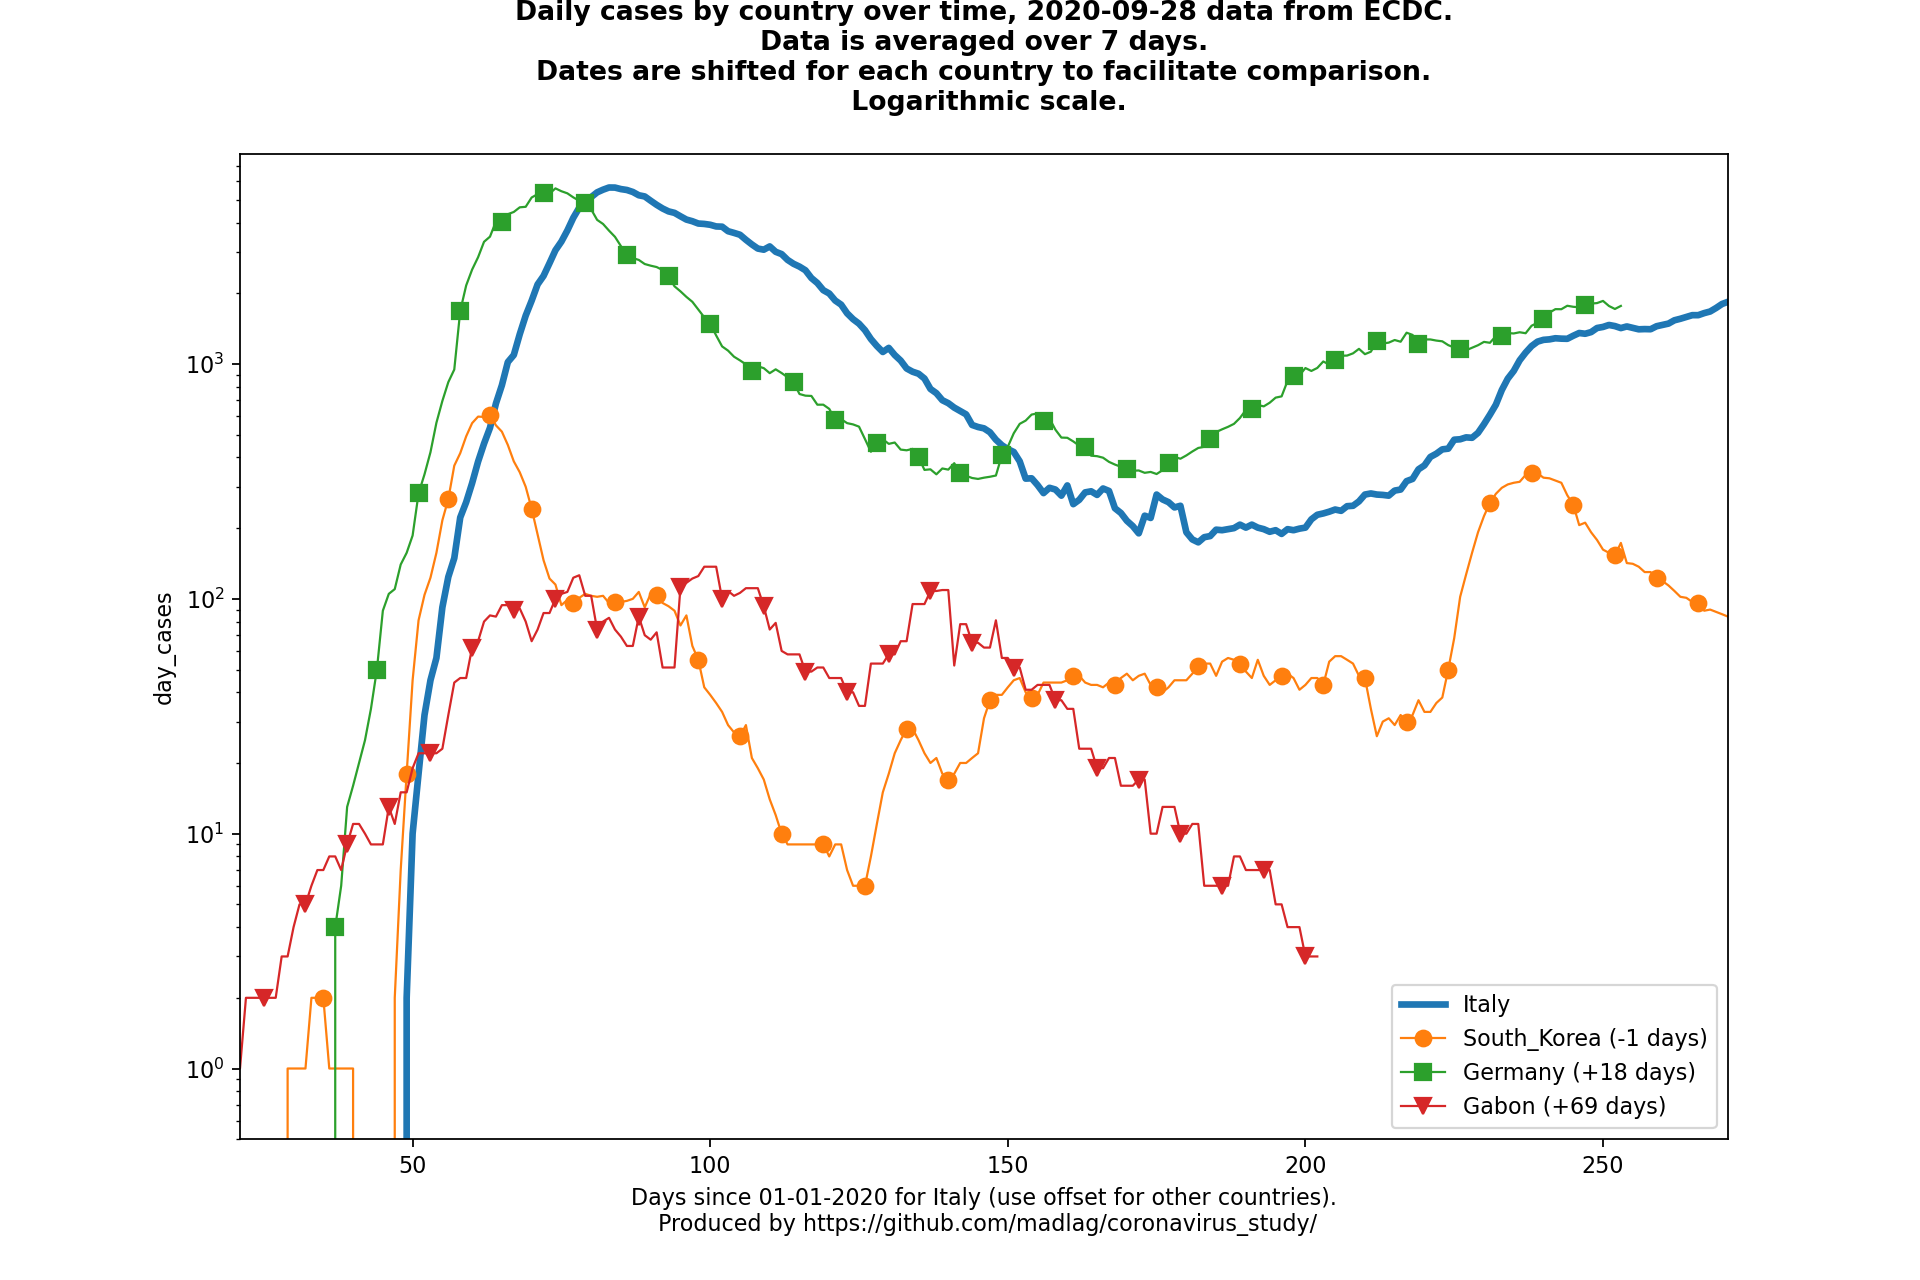 Daily cases by country over time, 2020-09-28 data from ECDC.
Data is averaged over 7 days.
Dates are shifted for each country to facilitate comparison.
Logarithmic scale.
day_cases
10³
10²
10¹
10⁰
50
100
150
200
250
Italy
South_Korea (-1 days)
Germany (+18 days)
Gabon (+69 days)
Days since 01-01-2020 for Italy (use offset for other countries).
Produced by https://github.com/madlag/coronavirus_study/